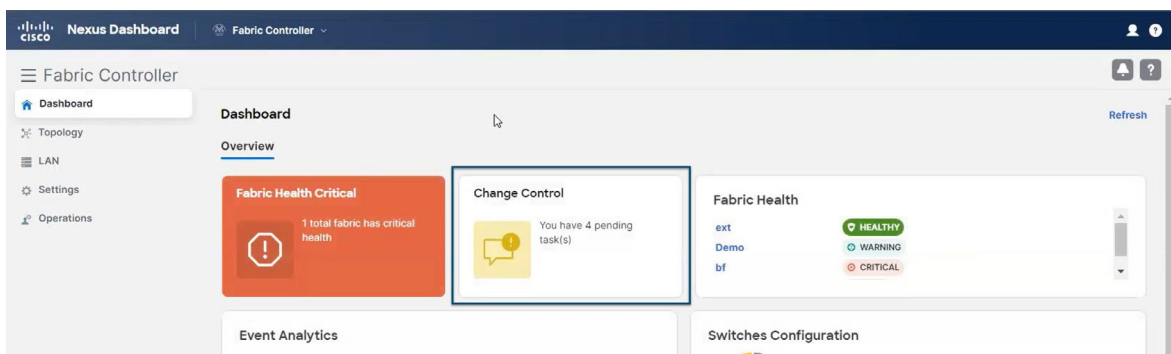 CISCO Nexus Dashboard
Fabric Controller
Fabric Controller
Dashboard
Topology
LAN
Settings
Operations
Dashboard
Refresh
Overview
Fabric Health Critical
1 total fabric has critical
health
Change Control
You have 4 pending
task(s)
Fabric Health
ext HEALTHY
Demo WARNING
bf CRITICAL
Event Analytics
Switches Configuration